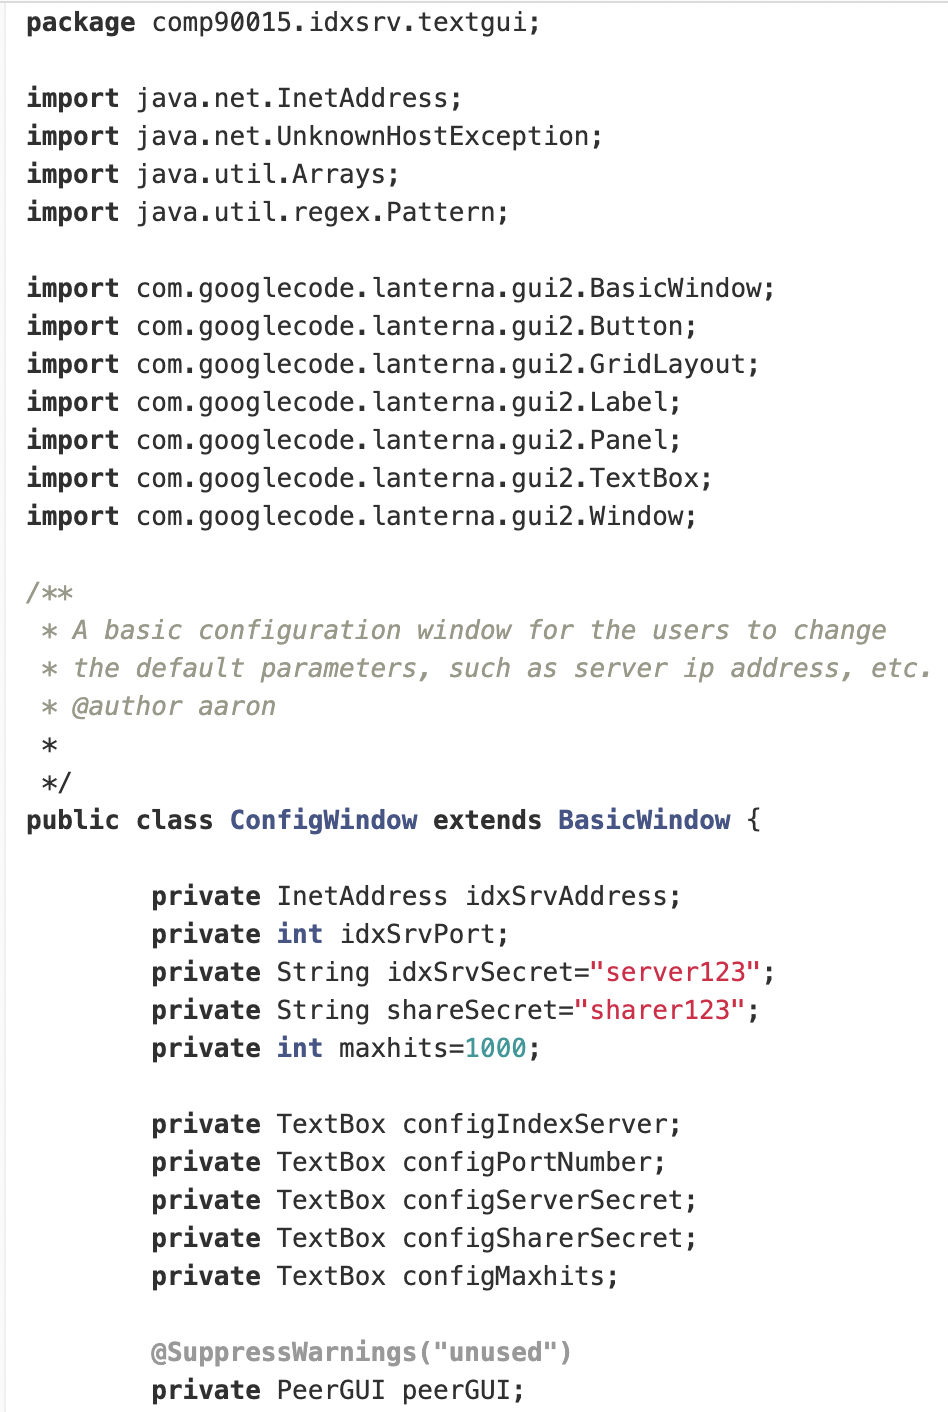 package comp90015.idxsrv.textgui;
import java.net.InetAddress;
import java.net.UnknownHostException;
import java.util.Arrays;
import java.util.regex.Pattern;
import com.googlecode.lanterna.gui2.BasicWindow;
import com.googlecode.lanterna.gui2.Button;
import com.googlecode.lanterna.gui2.GridLayout;
import com.googlecode.lanterna.gui2.Label;
import com.googlecode.lanterna.gui2.Panel;
import com.googlecode.lanterna.gui2.TextBox;
import com.googlecode.lanterna.gui2.Window;
/**
 * A basic configuration window for the users to change
 * the default parameters, such as server ip address, etc.
 * @author aaron
 *
 */
public class ConfigWindow extends BasicWindow {
        private InetAddress idxSrvAddress;
        private int idxSrvPort;
        private String idxSrvSecret="server123";
        private String shareSecret="sharer123";
        private int maxhits=1000;
        private TextBox configIndexServer;
        private TextBox configPortNumber;
        private TextBox configServerSecret;
        private TextBox configSharerSecret;
        private TextBox configMaxhits;
        @SuppressWarnings("unused")
        private PeerGUI peerGUI;